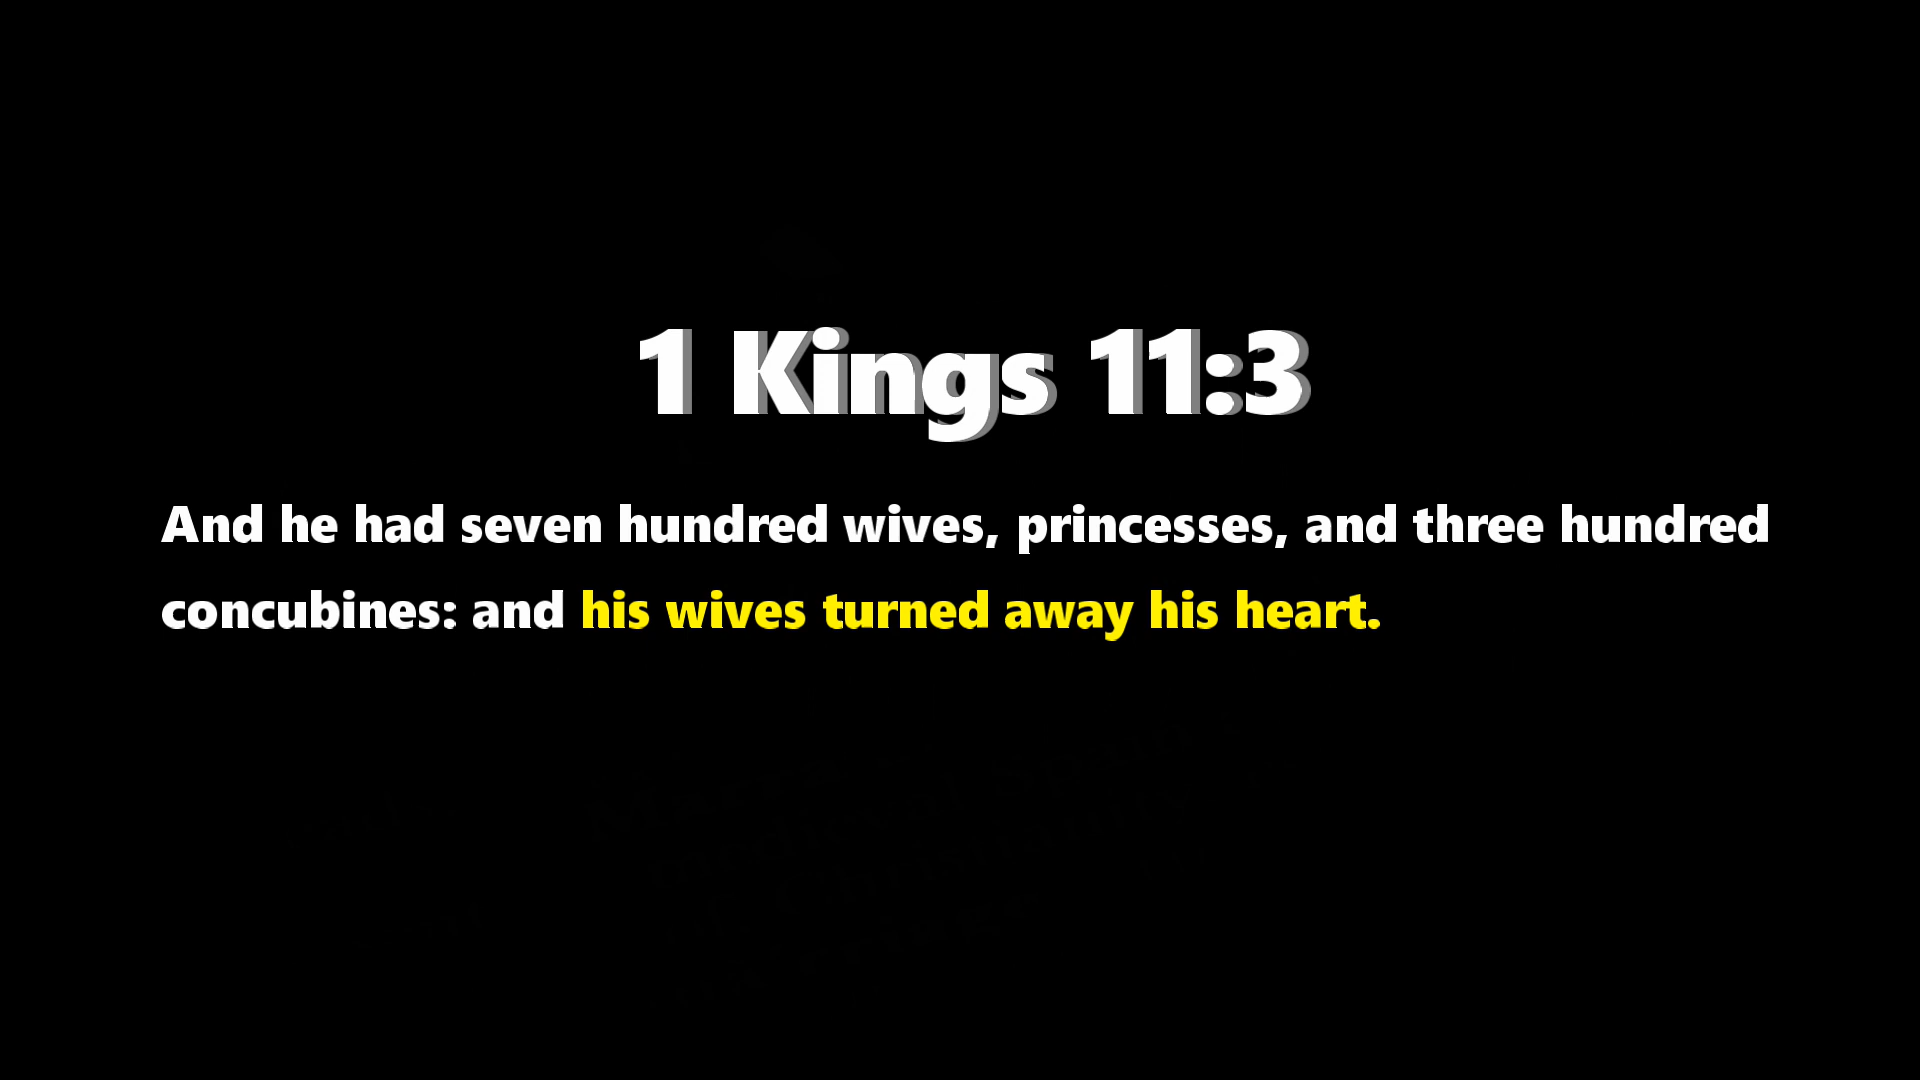 1 Kings 11:3
And he had seven hundred wives, princesses, and three hundred
concubines: and his wives turned away his heart.